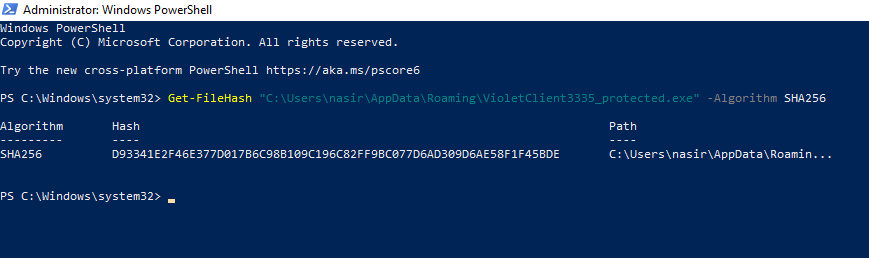 Administrator: Windows PowerShell
Windows PowerShell
Copyright (C) Microsoft Corporation. All rights reserved.
Try the new cross-platform PowerShell https://aka.ms/pscore6
PS C:\Windows\system32> Get-FileHash "C:\Users\nasir\AppData\Roaming\VioletClient3335_protected.exe" -Algorithm SHA256
Algorithm Hash Path
--------- ---- ----
SHA256 D93341E2F46E377D017B6C98B109C196C82FF9BC077D6AD309D6AE58F1F45BDE C:\Users\nasir\AppData\Roamin...
PS C:\Windows\system32>